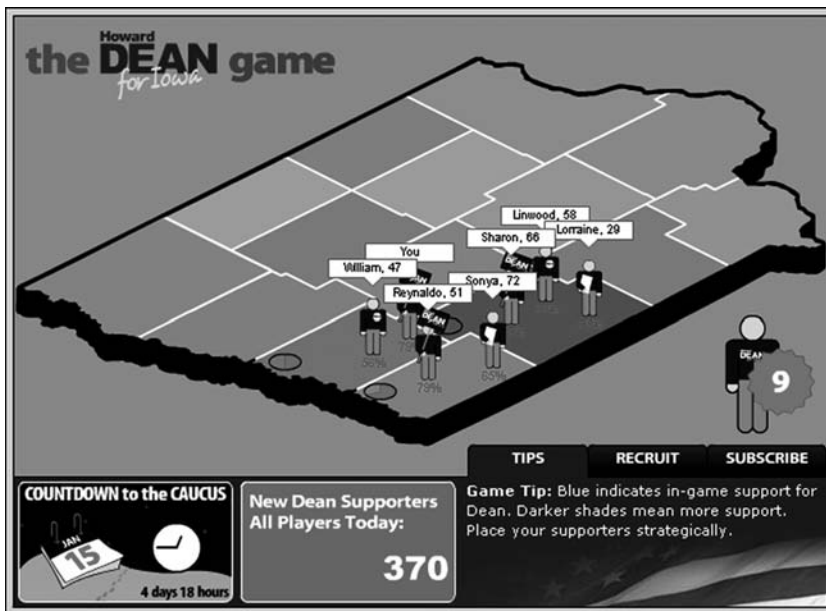 Howard
the DEAN game
for Iowa
Linwood, 58
Lorraine, 29
Sharon, 66
You
William, 47
Sonya, 72
Reynaldo, 51
DEAN
DEAN
56%
79%
65%
DEAN
9
TIPS RECRUIT SUBSCRIBE
COUNTDOWN to the CAUCUS
JAN
15
4 days 18 hours
New Dean Supporters
All Players Today:
370
Game Tip: Blue indicates in-game support for
Dean. Darker shades mean more support.
Place your supporters strategically.